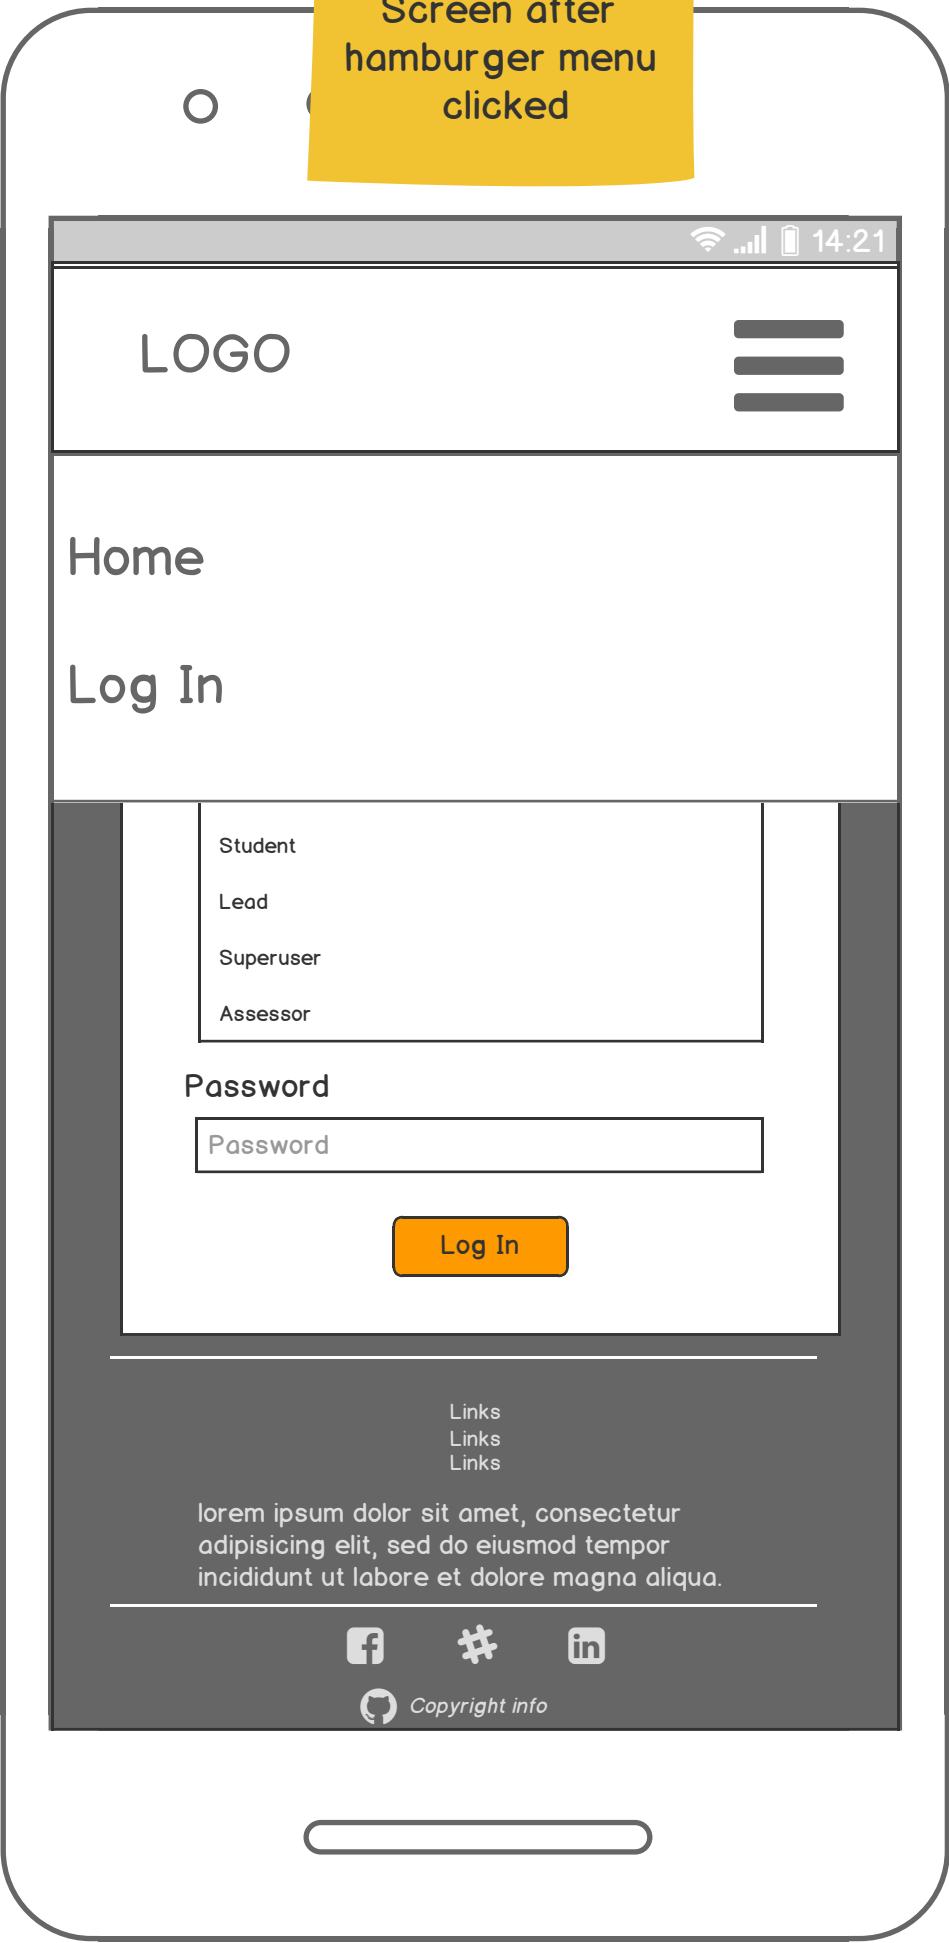 Screen after
hamburger menu
clicked
14:21
LOGO
Home
Log In
Student
Lead
Superuser
Assessor
Password
Password
Log In
Links
Links
Links
lorem ipsum dolor sit amet, consectetur
adipisicing elit, sed do eiusmod tempor
incididunt ut labore et dolore magna aliqua.
Copyright info